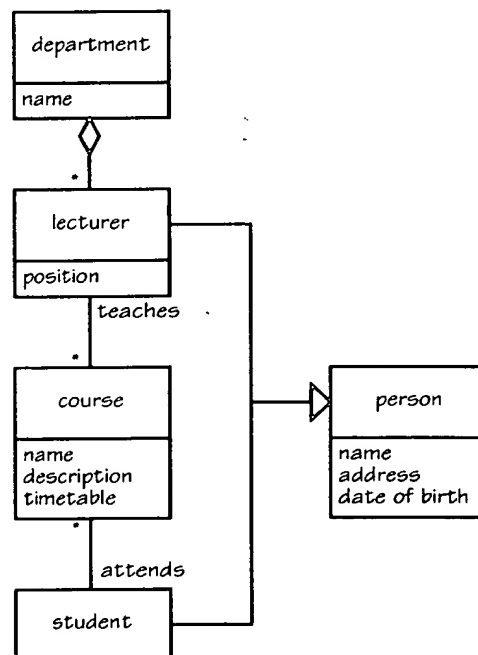 department
name
*
lecturer
position
teaches
*
course
name
description
timetable
*
attends
student
person
name
address
date of birth